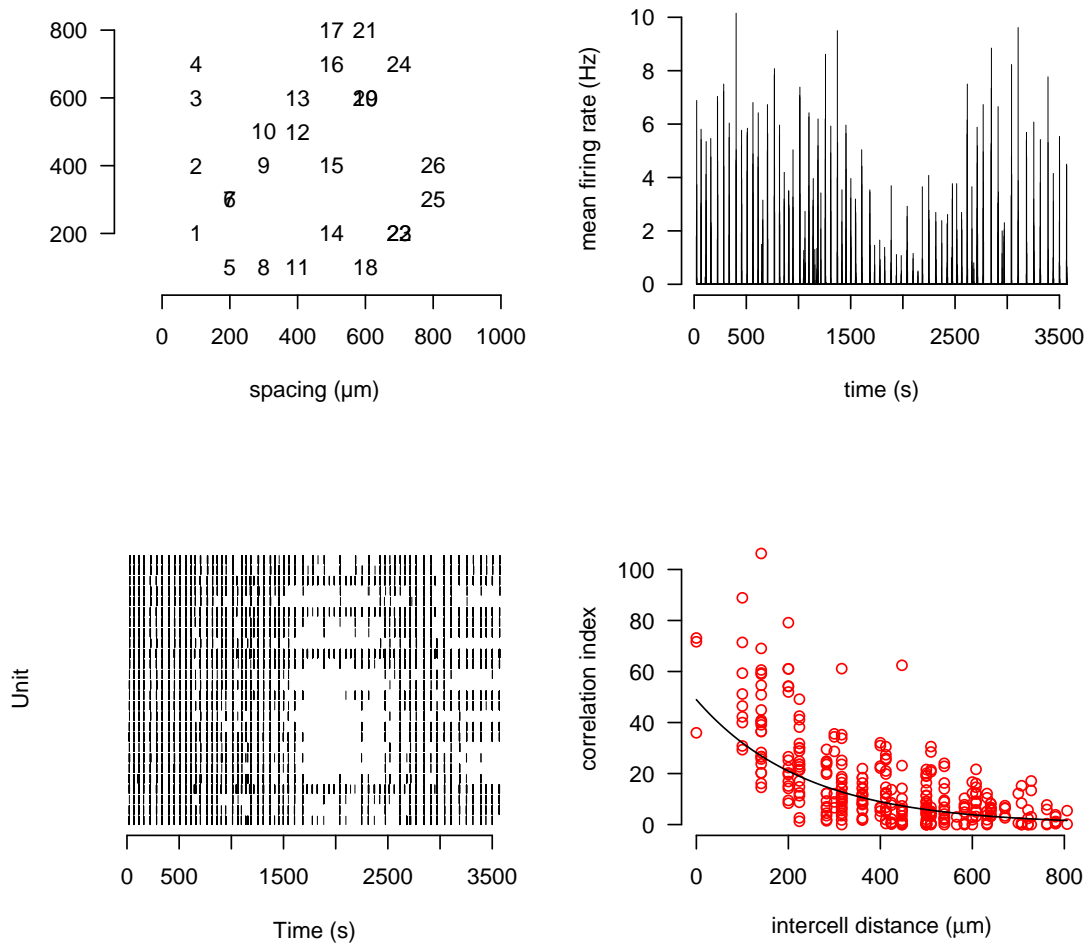 800
600
400
200
17 21
4 16 24
3 13
10 12
2 9 15 26
25
1 14
5 8 11 18
0 200 400 600 800 1000
spacing (µm)
mean firing rate (Hz)
10
8
6
4
2
0
0 500 1500 2500 3500
time (s)
Unit
0 500 1500 2500 3500
Time (s)
correlation index
100
80
60
40
20
0
0 200 400 600 800
intercell distance (µm)